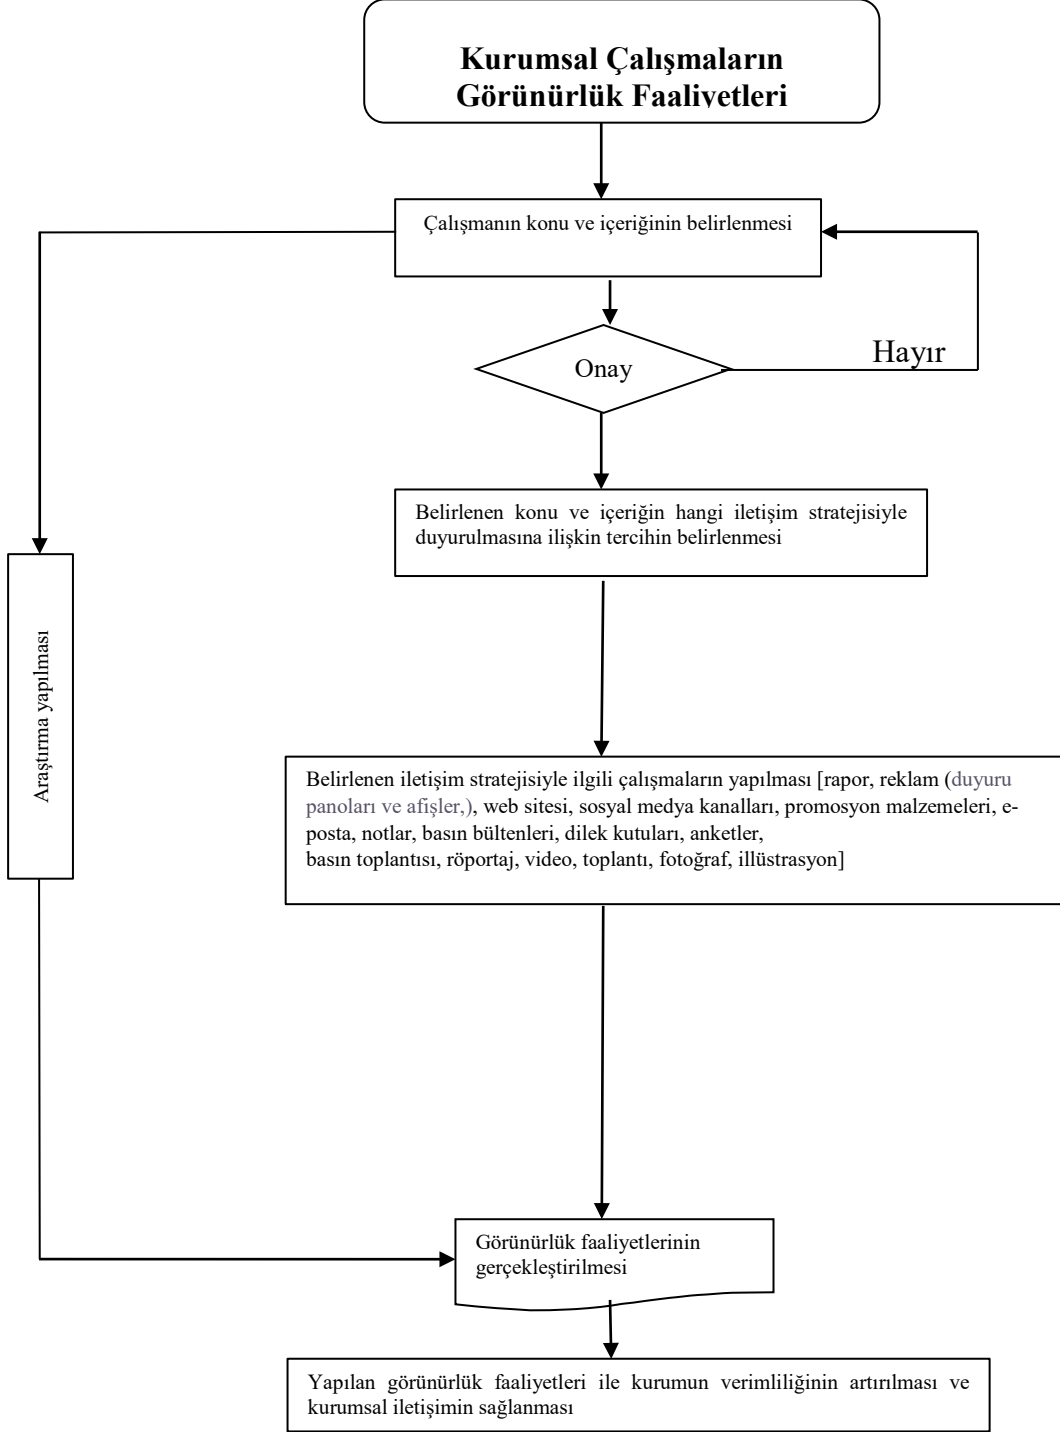 Kurumsal Çalışmaların
Görünürlük Faaliyetleri
Çalışmanın konu ve içeriğinin belirlenmesi
Onay
Hayır
Belirlenen konu ve içeriğin hangi iletişim stratejisiyle
duyurulmasına ilişkin tercihin belirlenmesi
Araştırma yapılması
Belirlenen iletişim stratejisiyle ilgili çalışmaların yapılması [rapor, reklam (duyuru
panoları ve afişler,), web sitesi, sosyal medya kanalları, promosyon malzemeleri, e-
posta, notlar, basın bültenleri, dilek kutuları, anketler,
basın toplantısı, röportaj, video, toplantı, fotoğraf, illüstrasyon]
Görünürlük faaliyetlerinin
gerçekleştirilmesi
Yapılan görünürlük faaliyetleri ile kurumun verimliliğinin artırılması ve
kurumsal iletişimin sağlanması